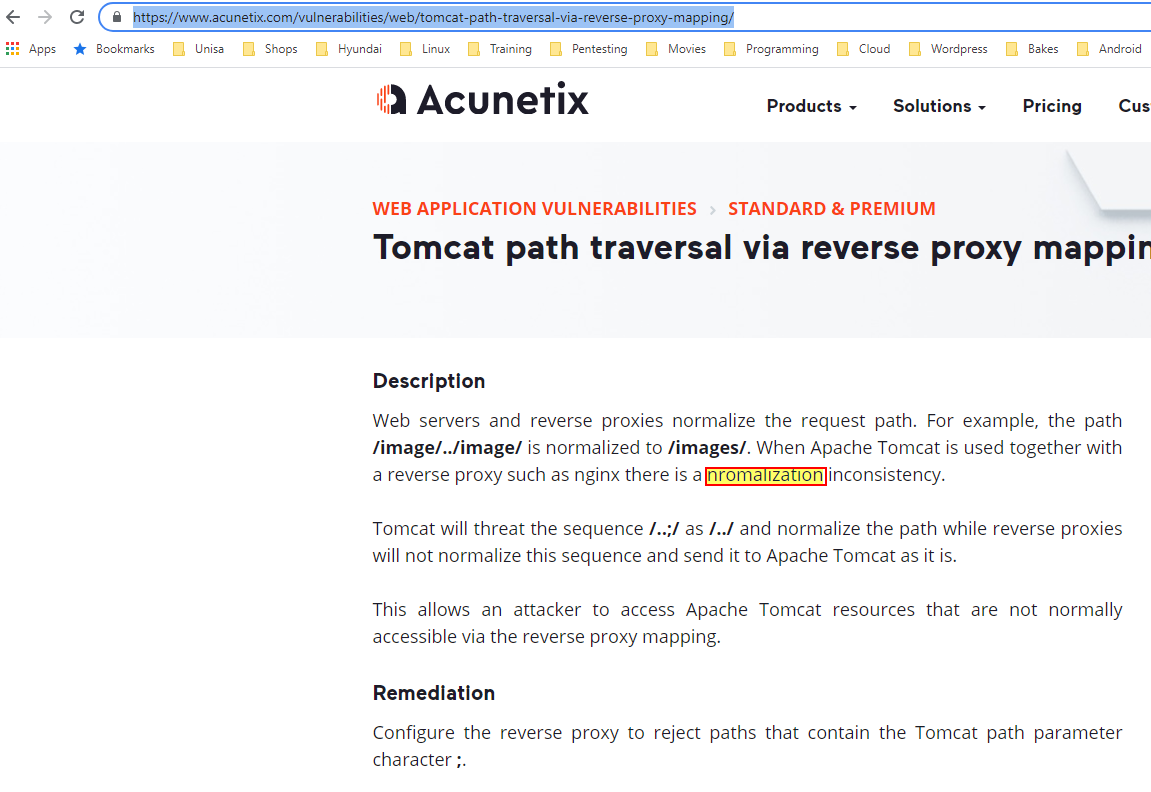 https://www.acunetix.com/vulnerabilities/web/tomcat-path-traversal-via-reverse-proxy-mapping/
Apps Bookmarks Unisa Shops Hyundai Linux Training Pentesting Movies Programming Cloud Wordpress Bakes Android
Acunetix Products Solutions Pricing Cus
WEB APPLICATION VULNERABILITIES > STANDARD & PREMIUM
Tomcat path traversal via reverse proxy mappin
Description
Web servers and reverse proxies normalize the request path. For example, the path
/image/../image/ is normalized to /images/. When Apache Tomcat is used together with
a reverse proxy such as nginx there is a nromalization inconsistency.
Tomcat will threat the sequence /..;/ as /../ and normalize the path while reverse proxies
will not normalize this sequence and send it to Apache Tomcat as it is.
This allows an attacker to access Apache Tomcat resources that are not normally
accessible via the reverse proxy mapping.
Remediation
Configure the reverse proxy to reject paths that contain the Tomcat path parameter
character ;.